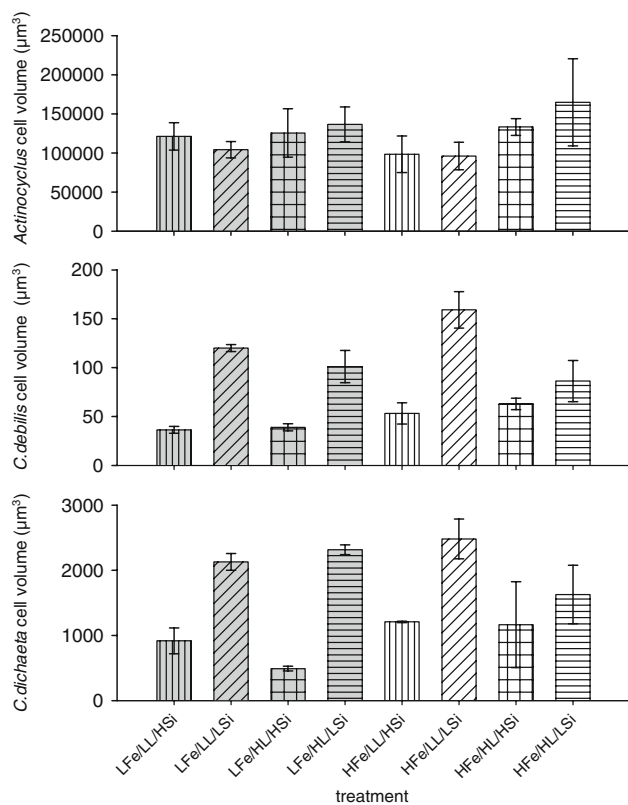 250000
200000
150000
100000
50000
0
Actinocyclus cell volume (µm³)
200
150
100
50
0
C.debilis cell volume (µm³)
3000
2000
1000
0
C.dichaeta cell volume (µm³)
LFe/LL/HSi
LFe/LL/LSi
LFe/HL/HSi
LFe/HL/LSi
HFe/LL/HSi
HFe/LL/LSi
HFe/HL/HSi
HFe/HL/LSi
treatment